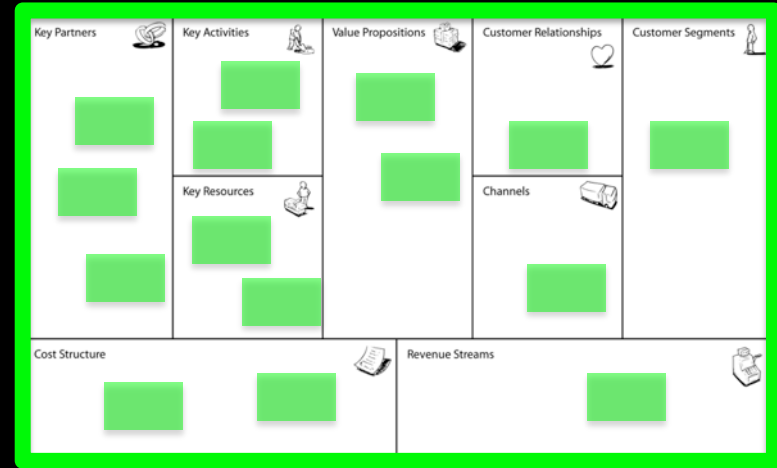 Key Partners
Key Activities
Value Propositions
Customer Relationships
Customer Segments
Key Resources
Channels
Cost Structure
Revenue Streams